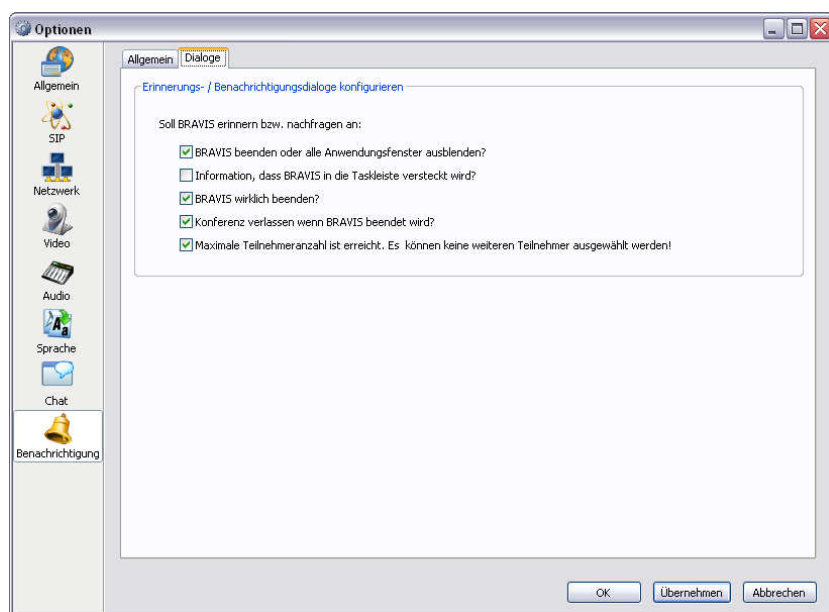 Optionen
Allgemein
SIP
Netzwerk
Video
Audio
Sprache
Chat
Benachrichtigung
Allgemein Dialoge
Erinnerungs- / Benachrichtigungsdialoge konfigurieren
Soll BRAVIS erinnern bzw. nachfragen an:
BRAVIS beenden oder alle Anwendungsfenster ausblenden?
Information, dass BRAVIS in die Taskleiste versteckt wird?
BRAVIS wirklich beenden?
Konferenz verlassen wenn BRAVIS beendet wird?
Maximale Teilnehmeranzahl ist erreicht. Es können keine weiteren Teilnehmer ausgewählt werden!
OK Übernehmen Abbrechen